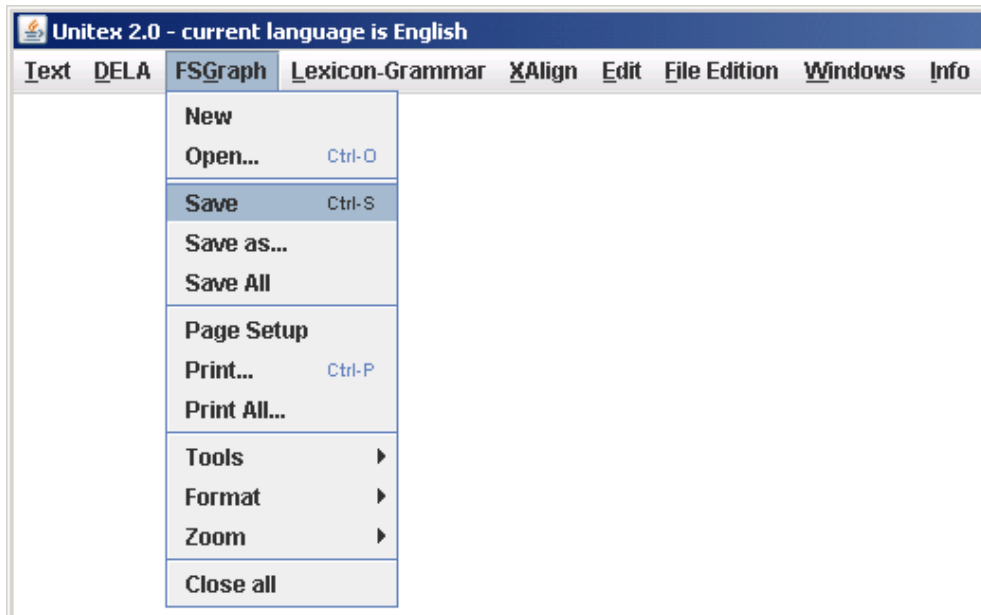 Unitex 2.0 - current language is English
Text DELA FSGraph Lexicon-Grammar XAlign Edit File Edition Windows Info
New
Open... Ctrl-O
Save Ctrl-S
Save as...
Save All
Page Setup
Print... Ctrl-P
Print All...
Tools
Format
Zoom
Close all